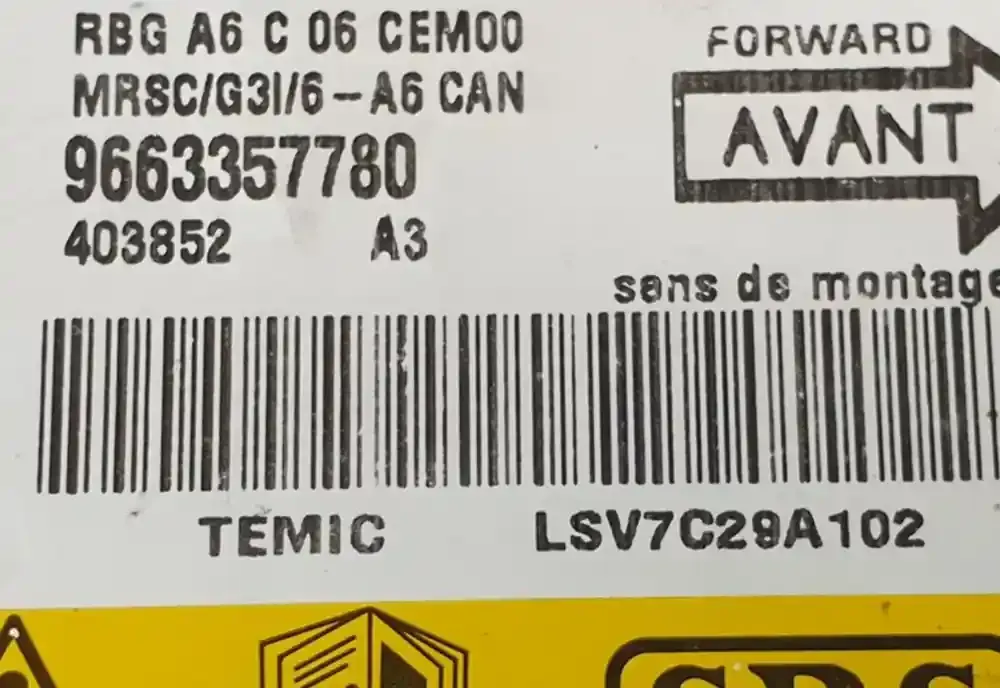 RBG A6 C 06 CEM00
MRSC/G3I/6 – A6 CAN
9663357780
403852 A3
FORWARD
AVANT
sens de montage
TEMIC LSV7C29A102